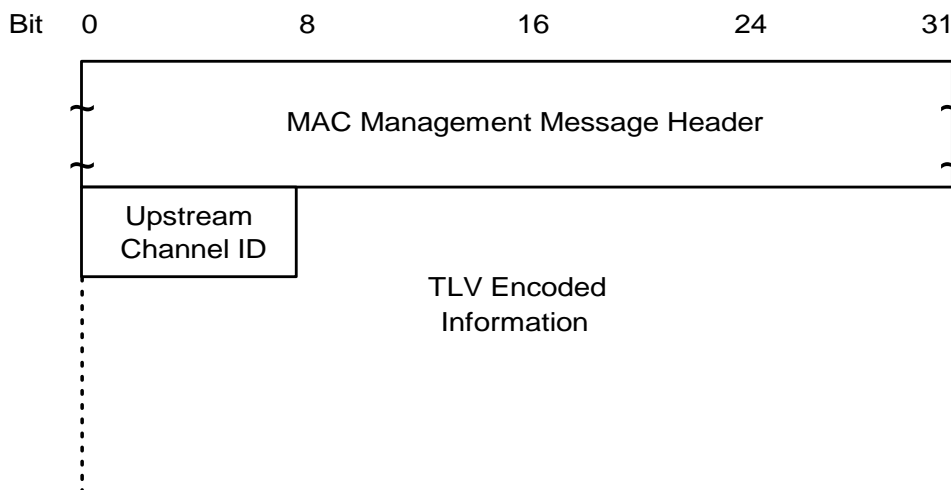 Bit 0 8 16 24 31
MAC Management Message Header
Upstream
Channel ID
TLV Encoded
Information